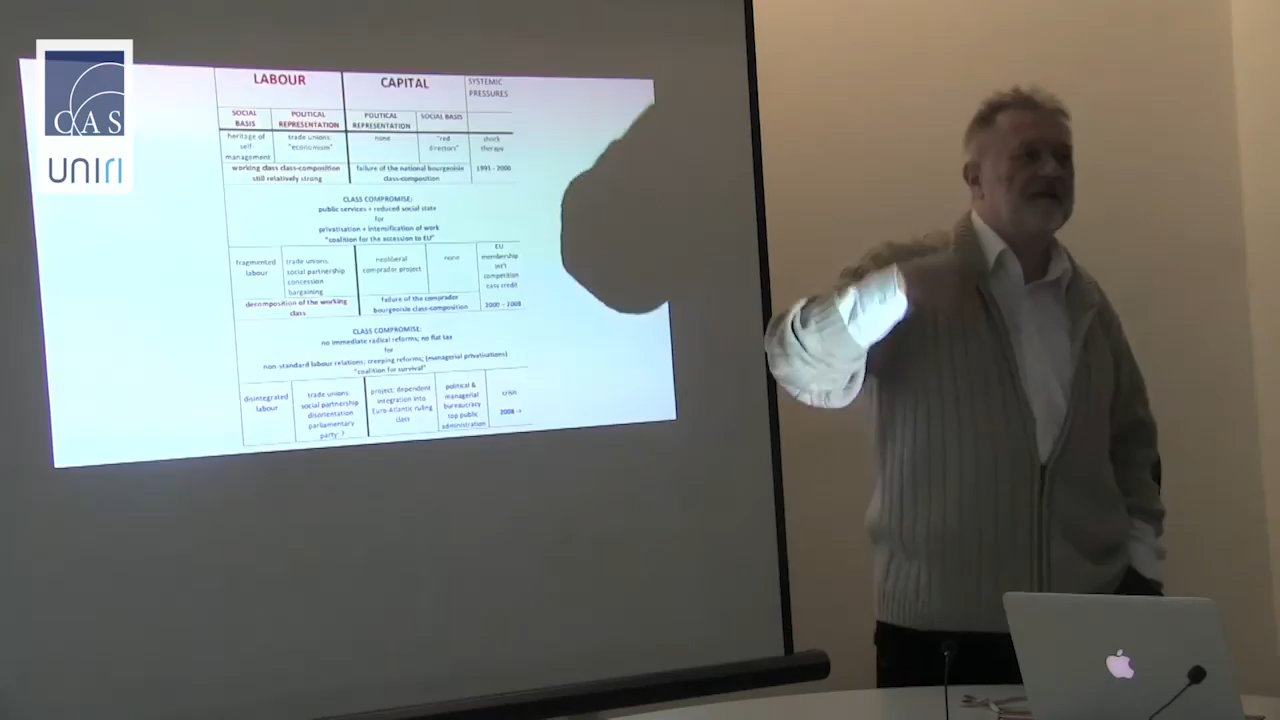 CAS
UNIRI
LABOUR
CAPITAL
SYSTEMIC
PRESSURES
SOCIAL
BASIS
POLITICAL
REPRESENTATION
POLITICAL
REPRESENTATION
SOCIAL BASIS
heritage of
self-
management
trade unions:
"economism"
none
"red
directors"
shock
therapy
working class class-composition
still relatively strong
failure of the national bourgeoisie
class-composition
1991 - 2000
CLASS COMPROMISE:
public services + reduced social state
for
privatisation + intensification of work
"coalition for the accession to EU"
fragmented
labour
trade unions:
social partnership
concession
bargaining
neoliberal
comprador project
none
EU
membership
int'l
competition
easy credit
decomposition of the working
class
failure of the comprador
bourgeoisie class-composition
2000 - 2008
CLASS COMPROMISE:
no immediate radical reforms; no flat tax
for
non-standard labour relations; creeping reforms; (managerial privatisations)
"coalition for survival"
disintegrated
labour
trade unions:
social partnership
disorientation
parliamentary
party: ?
project: dependent
integration into
Euro-Atlantic ruling
class
political &
managerial
bureaucracy
top public
administration
crisis
2008 →